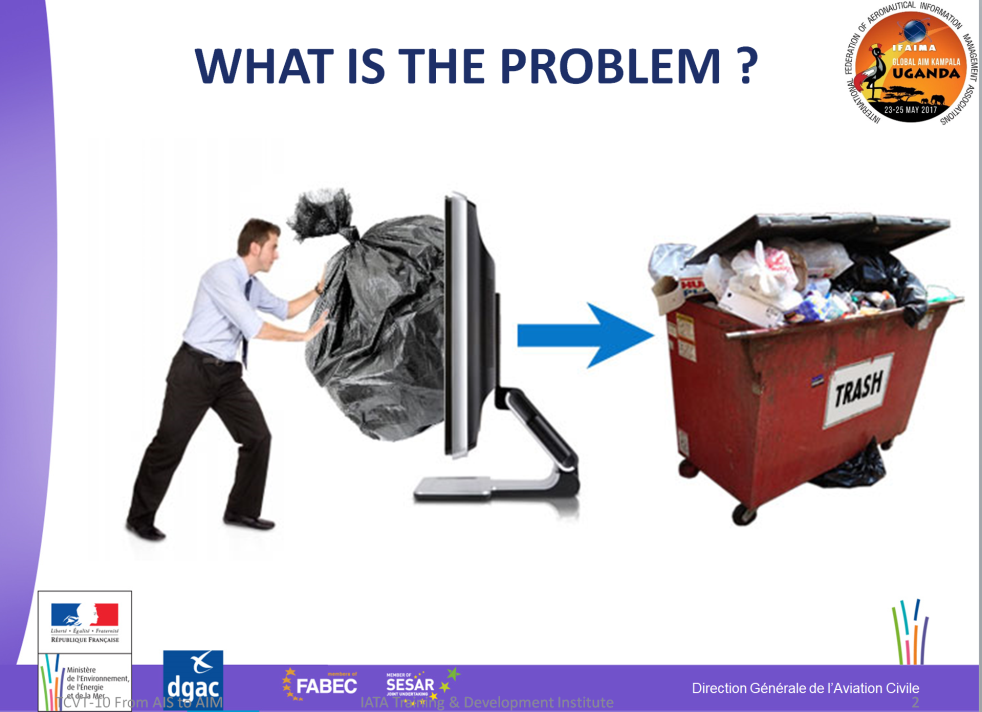 WHAT IS THE PROBLEM ?
INTERNATIONAL FEDERATION OF AERONAUTICAL INFORMATION MANAGEMENT ASSOCIATIONS
IFAIMA
GLOBAL AIM KAMPALA
UGANDA
23-25 MAY 2017
TRASH
Liberté • Égalité • Fraternité
RÉPUBLIQUE FRANÇAISE
Ministère
de l'Environnement,
de l'Énergie
et de la Mer
dgac
members of
FABEC
MEMBER OF
SESAR
JOINT UNDERTAKING
Direction Générale de l'Aviation Civile
TCVT-10 From AIS to AIM
IATA Training & Development Institute
2